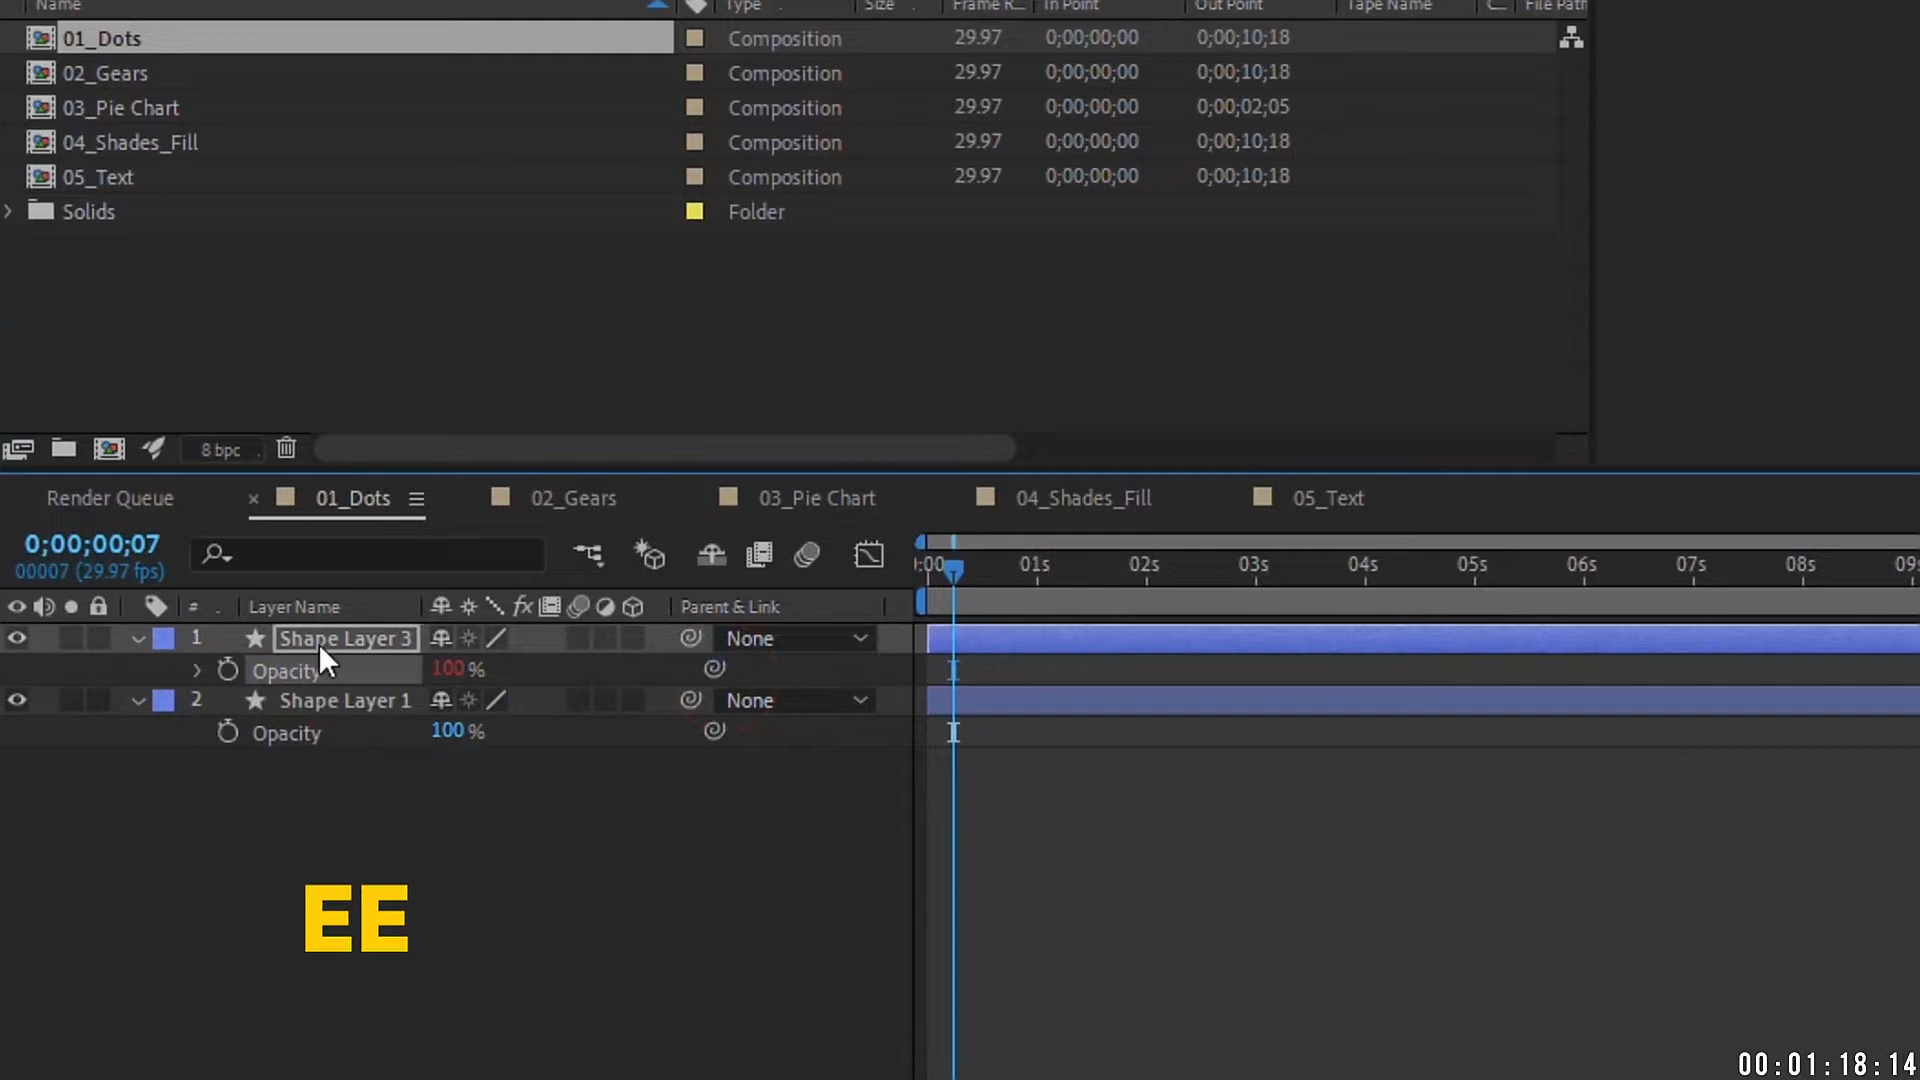 Name Type Size Frame R... In Point Out Point Tape Name C... File Path
01_Dots Composition 29.97 0;00;00;00 0;00;10;18
02_Gears Composition 29.97 0;00;00;00 0;00;10;18
03_Pie Chart Composition 29.97 0;00;00;00 0;00;02;05
04_Shades_Fill Composition 29.97 0;00;00;00 0;00;10;18
05_Text Composition 29.97 0;00;00;00 0;00;10;18
Solids Folder
8 bpc
Render Queue × 01_Dots 02_Gears 03_Pie Chart 04_Shades_Fill 05_Text
0;00;00;07
00007 (29.97 fps)
:00 01s 02s 03s 04s 05s 06s 07s 08s 09s
# . Layer Name fx Parent & Link
1 Shape Layer 3 None
Opacity 100 %
2 Shape Layer 1 None
Opacity 100 %
EE
00:01:18:14